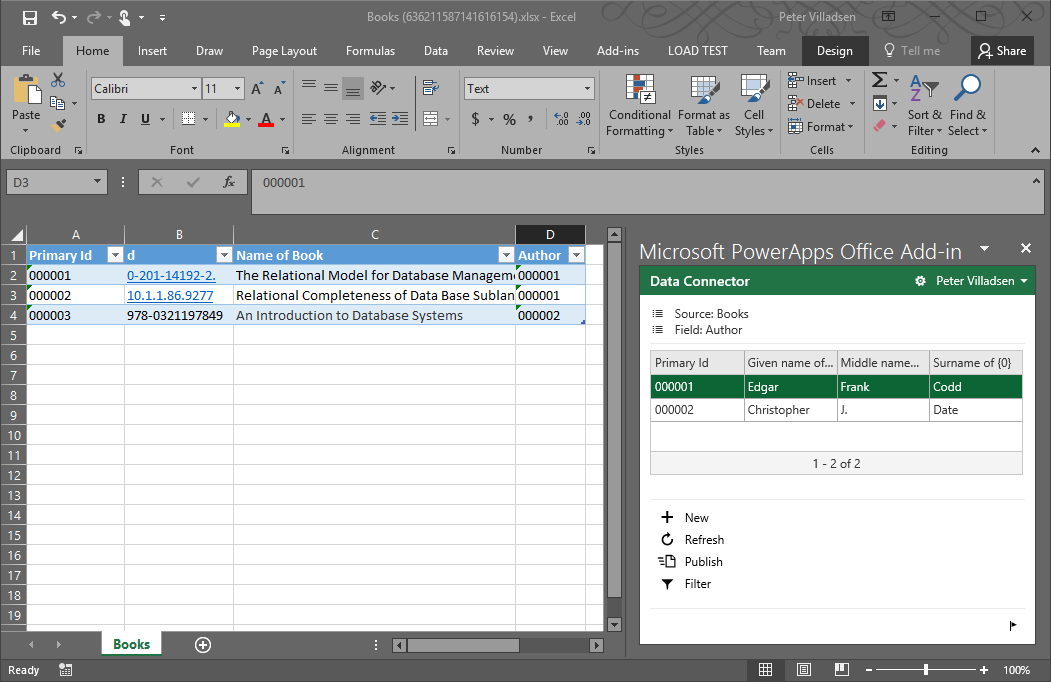 Books (636211587141616154).xlsx - Excel
Peter Villadsen
File Home Insert Draw Page Layout Formulas Data Review View Add-ins LOAD TEST Team Design Tell me Share
Calibri 11 Text
Paste
B I U A $ % ,
Conditional Formatting Format as Table Cell Styles
Insert
Delete
Format
Sort & Filter Find & Select
Clipboard Font Alignment Number Styles Cells Editing
D3 fx 000001
A B C D
1 Primary Id d Name of Book Author
2 000001 0-201-14192-2. The Relational Model for Database Managem 000001
3 000002 10.1.1.86.9277 Relational Completeness of Data Base Sublan 000001
4 000003 978-0321197849 An Introduction to Database Systems 000002
5
6
7
8
9
10
11
12
13
14
15
16
17
18
19
Books
Ready
100%
Microsoft PowerApps Office Add-in
Data Connector Peter Villadsen
Source: Books
Field: Author
Primary Id Given name of... Middle name... Surname of {0}
000001 Edgar Frank Codd
000002 Christopher J. Date
1 - 2 of 2
New
Refresh
Publish
Filter